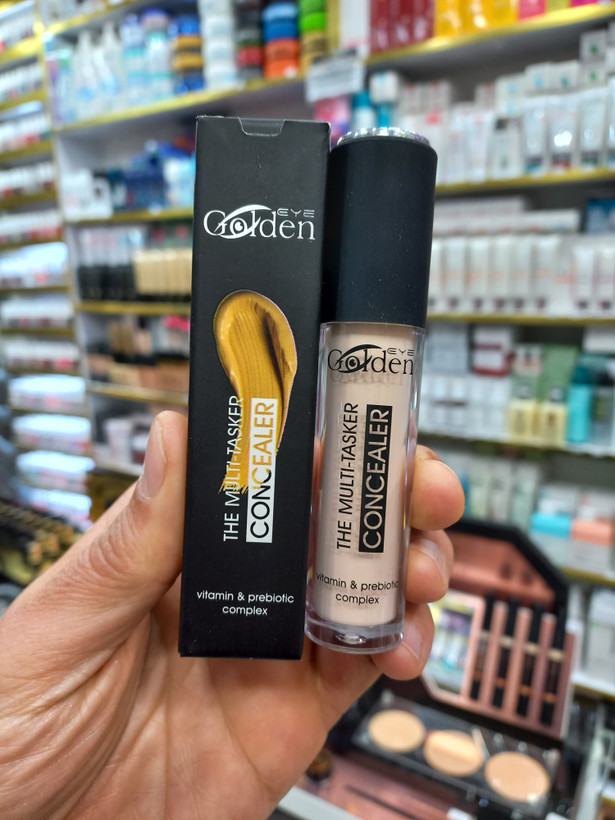 EYE
Golden
THE MULTI-TASKER
CONCEALER
vitamin & prebiotic
complex
EYE
Golden
THE MULTI-TASKER
CONCEALER
vitamin & prebiotic
complex